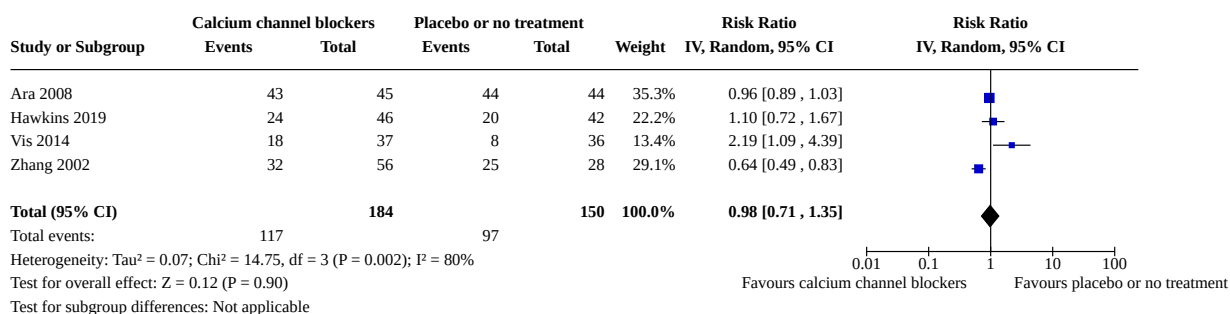 Calcium channel blockers Placebo or no treatment Risk Ratio Risk Ratio
Study or Subgroup Events Total Events Total Weight IV, Random, 95% CI IV, Random, 95% CI
Ara 2008 43 45 44 44 35.3% 0.96 [0.89 , 1.03]
Hawkins 2019 24 46 20 42 22.2% 1.10 [0.72 , 1.67]
Vis 2014 18 37 8 36 13.4% 2.19 [1.09 , 4.39]
Zhang 2002 32 56 25 28 29.1% 0.64 [0.49 , 0.83]
Total (95% CI) 184 150 100.0% 0.98 [0.71 , 1.35]
Total events: 117 97
Heterogeneity: Tau² = 0.07; Chi² = 14.75, df = 3 (P = 0.002); I² = 80%
0.01 0.1 1 10 100
Test for overall effect: Z = 0.12 (P = 0.90) Favours calcium channel blockers Favours placebo or no treatment
Test for subgroup differences: Not applicable